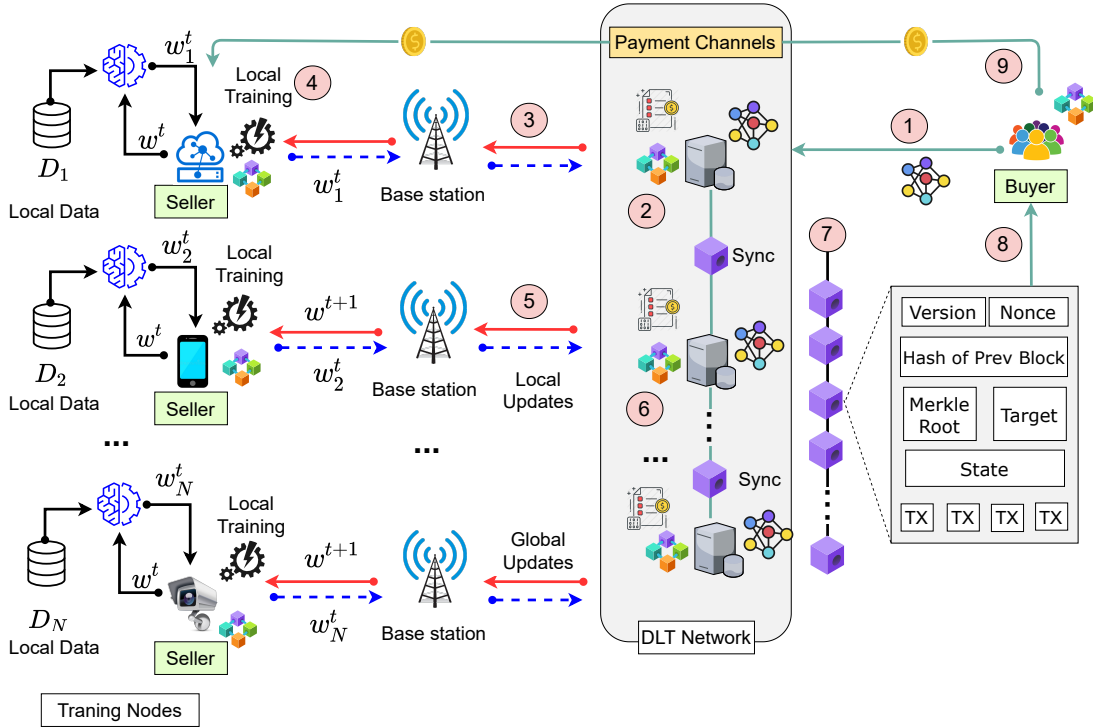 Payment Channels
w_1^t
Local
Training
4
3
9
1
D_1
w^t
w_1^t
Base station
Local Data
Seller
Buyer
2
7
8
w_2^t
Local
Training
Sync
w^{t+1}
5
Version
Nonce
D_2
w^t
w_2^t
Base station
Local
Updates
Hash of Prev Block
Local Data
Seller
6
Merkle
Root
Target
...
...
...
w_N^t
Sync
State
Local
Training
w^{t+1}
Global
Updates
TX
TX
TX
TX
D_N
w^t
w_N^t
Base station
Local Data
Seller
DLT Network
Traning Nodes